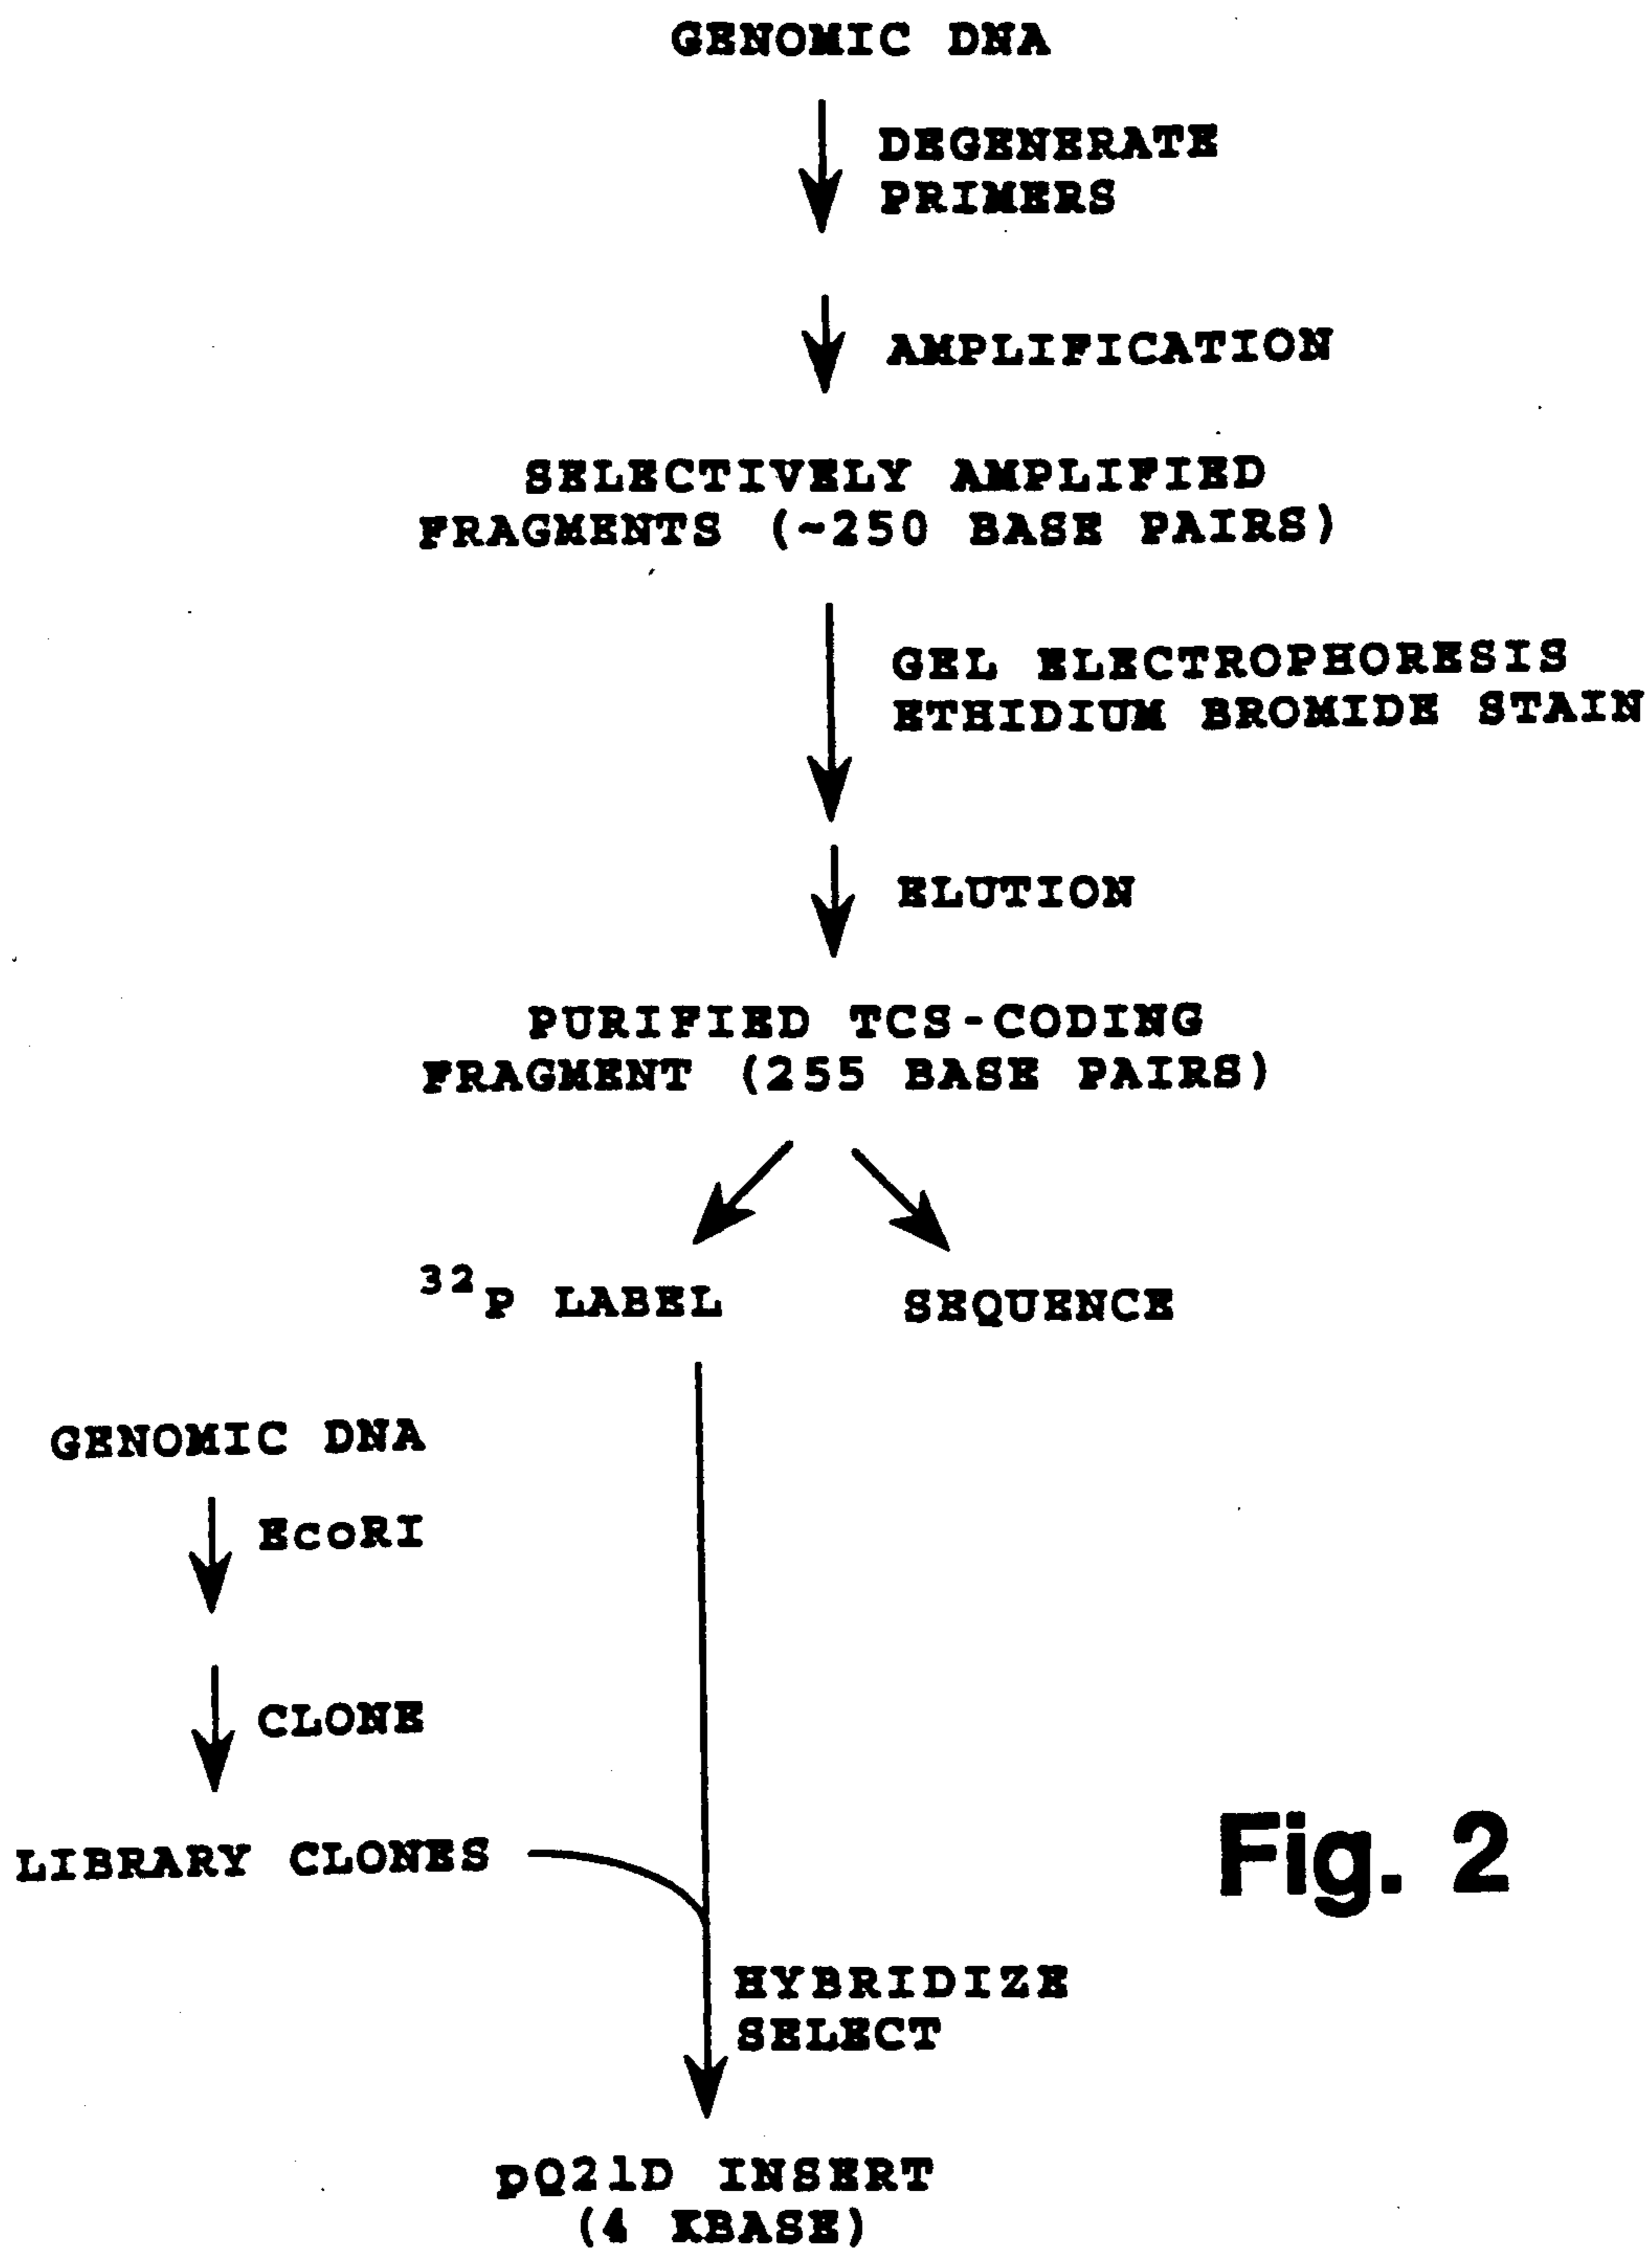 GENOMIC DNA
DEGENERATE
PRIMERS
AMPLIFICATION
SELECTIVELY AMPLIFIED
FRAGMENTS (~250 BASE PAIRS)
GEL ELECTROPHORESIS
ETHIDIUM BROMIDE STAIN
ELUTION
PURIFIED TCS-CODING
FRAGMENT (255 BASE PAIRS)
³²P LABEL
SEQUENCE
GENOMIC DNA
EcoRI
CLONE
LIBRARY CLONES
HYBRIDIZE
SELECT
pQ21D INSERT
(4 KBASE)
Fig. 2